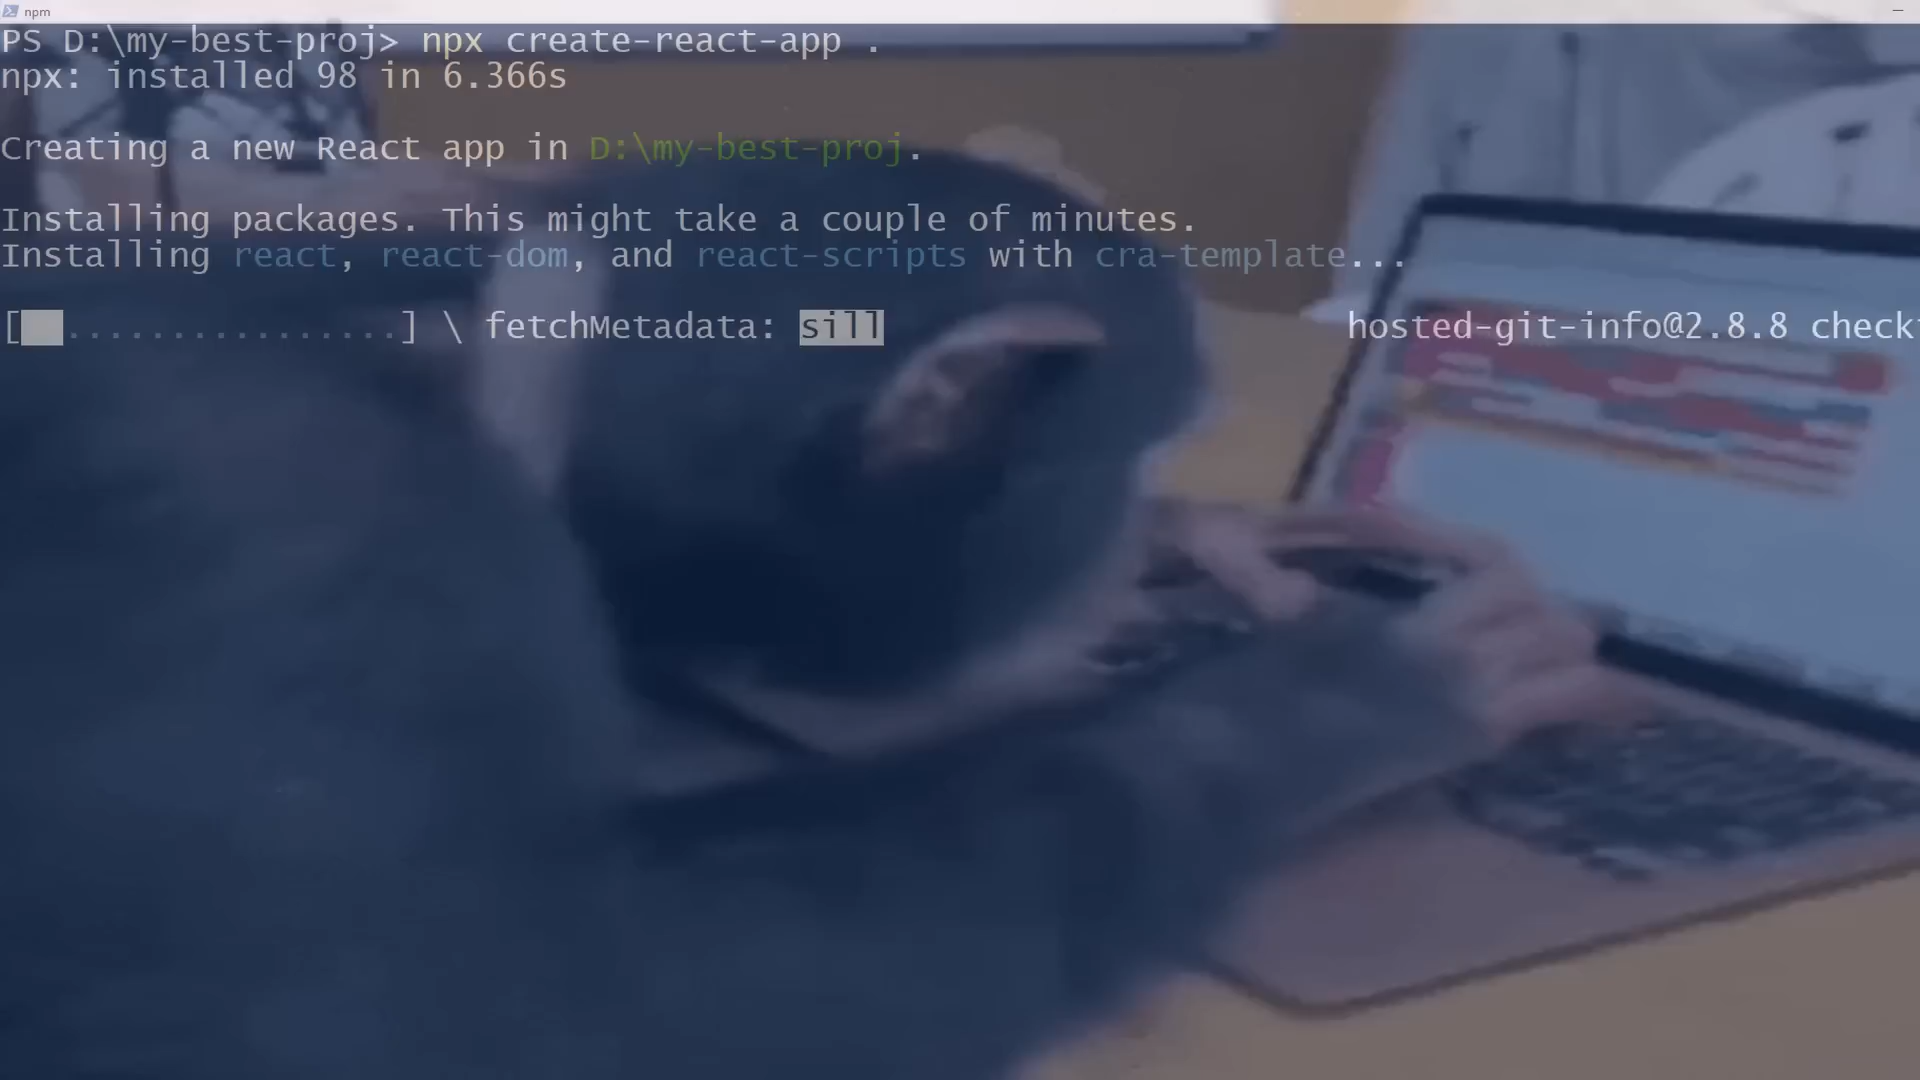 npm
PS D:\my-best-proj> npx create-react-app .
npx: installed 98 in 6.366s
Creating a new React app in D:\my-best-proj.
Installing packages. This might take a couple of minutes.
Installing react, react-dom, and react-scripts with cra-template...
[██................] \ fetchMetadata: sill hosted-git-info@2.8.8 check